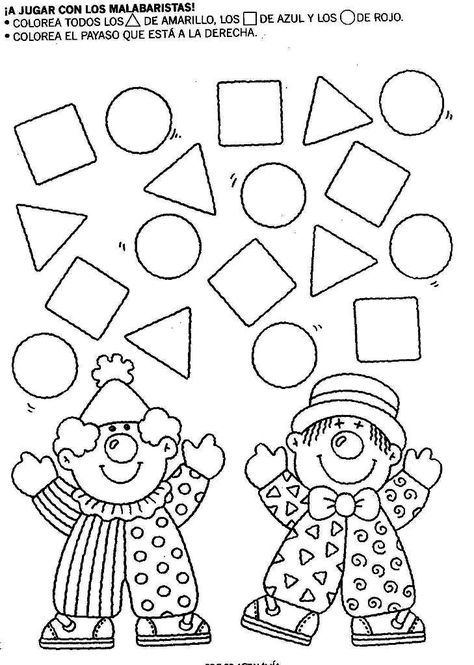 ¡A JUGAR CON LOS MALABARISTAS!
• COLOREA TODOS LOS △ DE AMARILLO, LOS □ DE AZUL Y LOS ○ DE ROJO.
• COLOREA EL PAYASO QUE ESTÁ A LA DERECHA.